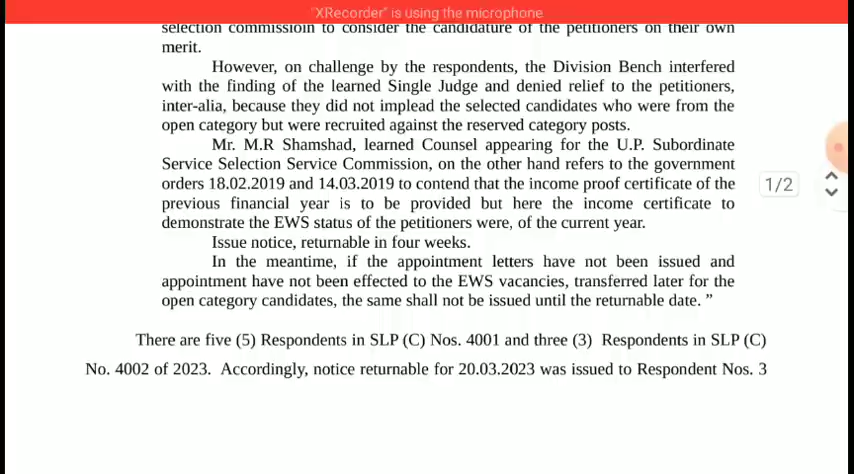 "XRecorder" is using the microphone
selection commissioin to consider the candidature of the petitioners on their own
merit.
However, on challenge by the respondents, the Division Bench interfered
with the finding of the learned Single Judge and denied relief to the petitioners,
inter-alia, because they did not implead the selected candidates who were from the
open category but were recruited against the reserved category posts.
Mr. M.R Shamshad, learned Counsel appearing for the U.P. Subordinate
Service Selection Service Commission, on the other hand refers to the government
orders 18.02.2019 and 14.03.2019 to contend that the income proof certificate of the
previous financial year is to be provided but here the income certificate to
demonstrate the EWS status of the petitioners were, of the current year.
Issue notice, returnable in four weeks.
In the meantime, if the appointment letters have not been issued and
appointment have not been effected to the EWS vacancies, transferred later for the
open category candidates, the same shall not be issued until the returnable date. ”
There are five (5) Respondents in SLP (C) Nos. 4001 and three (3) Respondents in SLP (C)
No. 4002 of 2023. Accordingly, notice returnable for 20.03.2023 was issued to Respondent Nos. 3
1/2